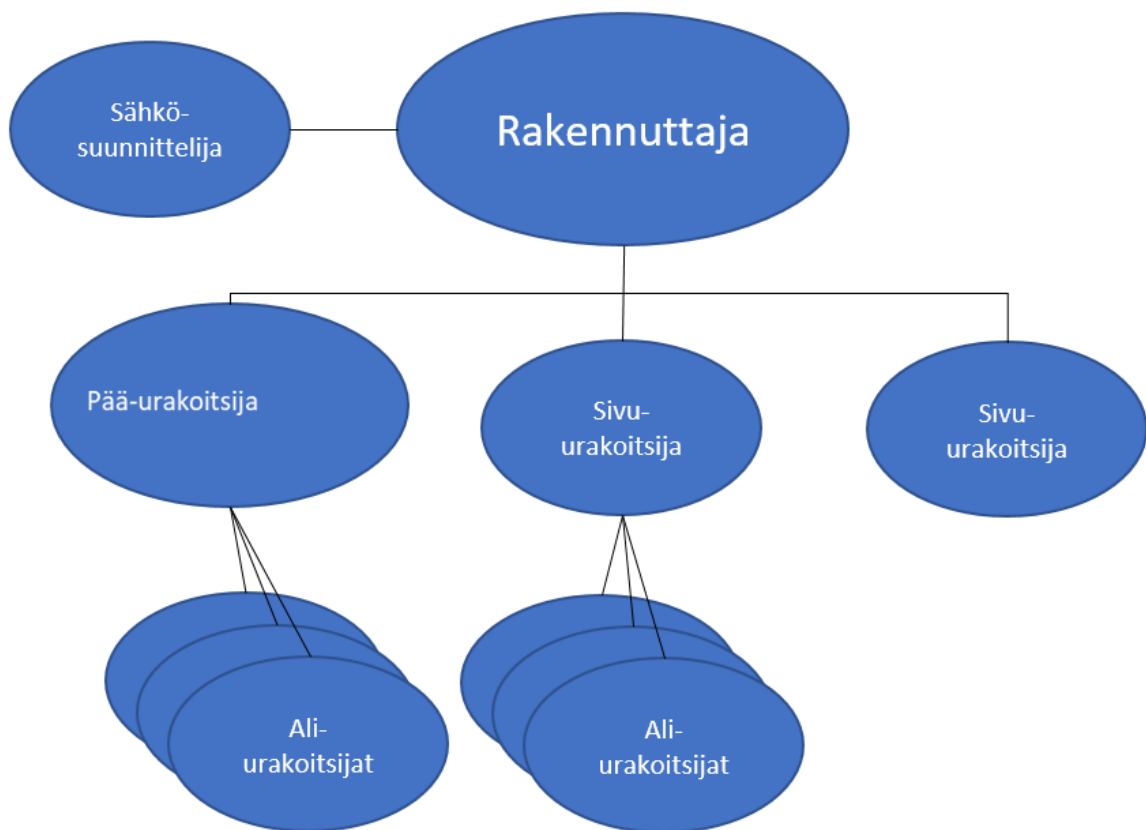 Sähkö-
suunnittelija
Rakennuttaja
Pää-urakoitsija
Sivu-
urakoitsija
Sivu-
urakoitsija
Ali-
urakoitsijat
Ali-
urakoitsijat